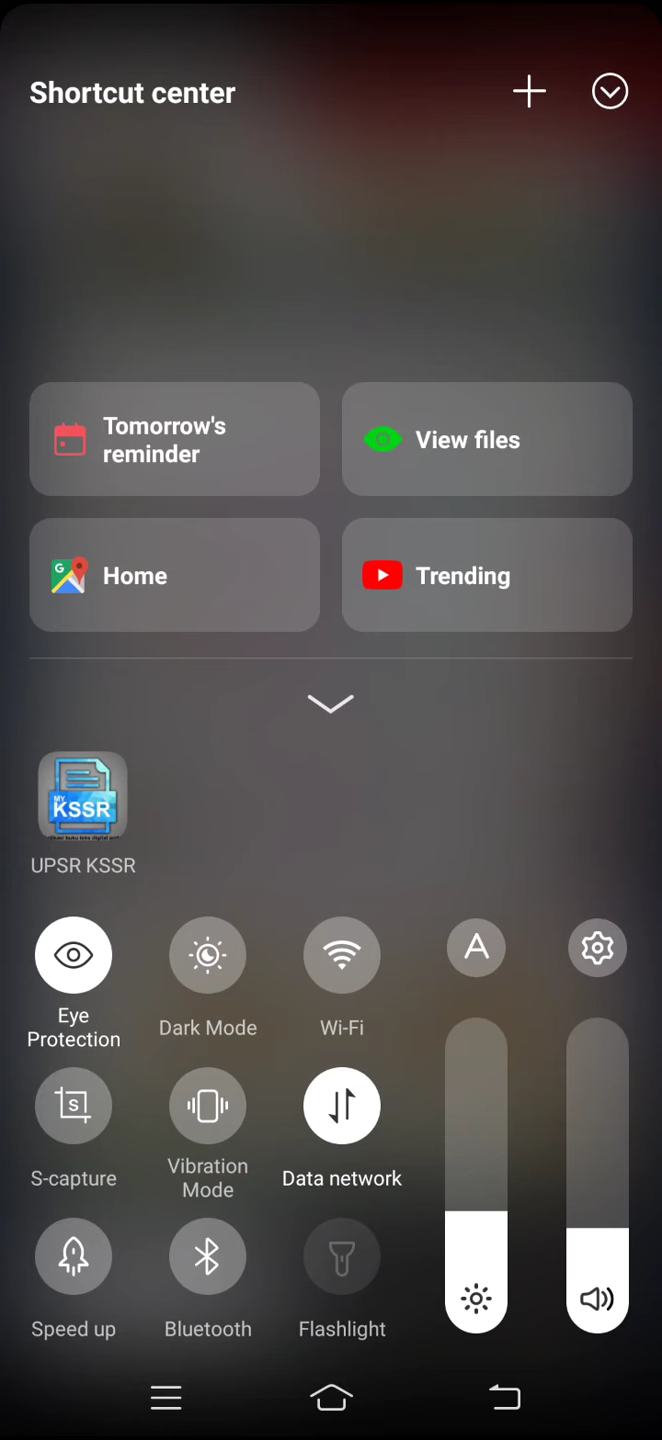 Shortcut center
Tomorrow's
reminder
View files
Home
Trending
MY
KSSR
UPSR KSSR
Eye
Protection
Dark Mode
Wi-Fi
A
S
S-capture
Vibration
Mode
Data network
Speed up
Bluetooth
Flashlight